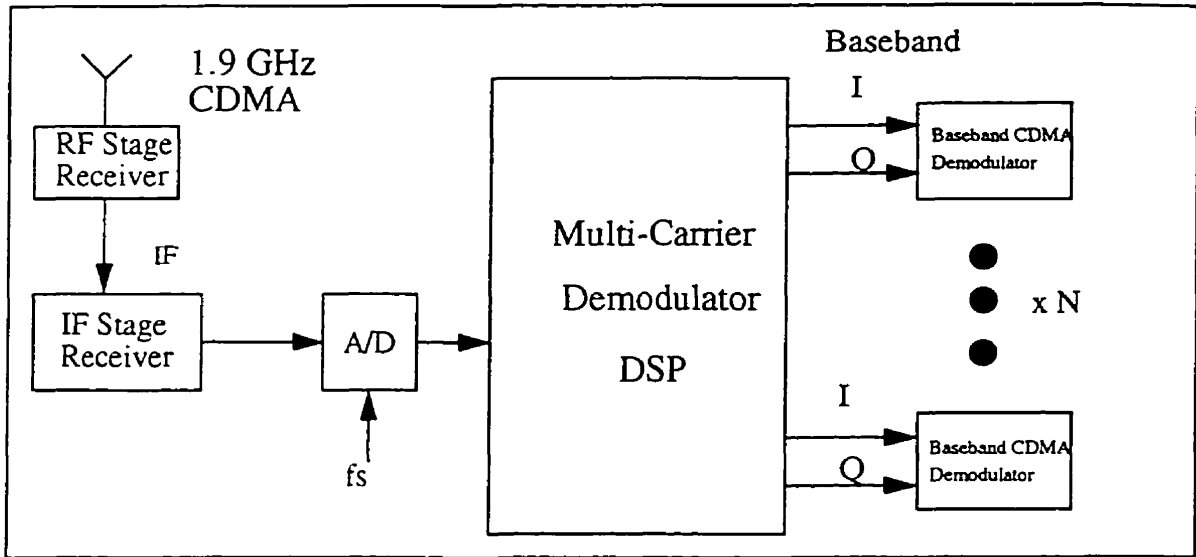 1.9 GHz
CDMA
RF Stage
Receiver
IF
IF Stage
Receiver
A/D
fs
Multi-Carrier
Demodulator
DSP
Baseband
I
Q
Baseband CDMA
Demodulator
x N
I
Q
Baseband CDMA
Demodulator